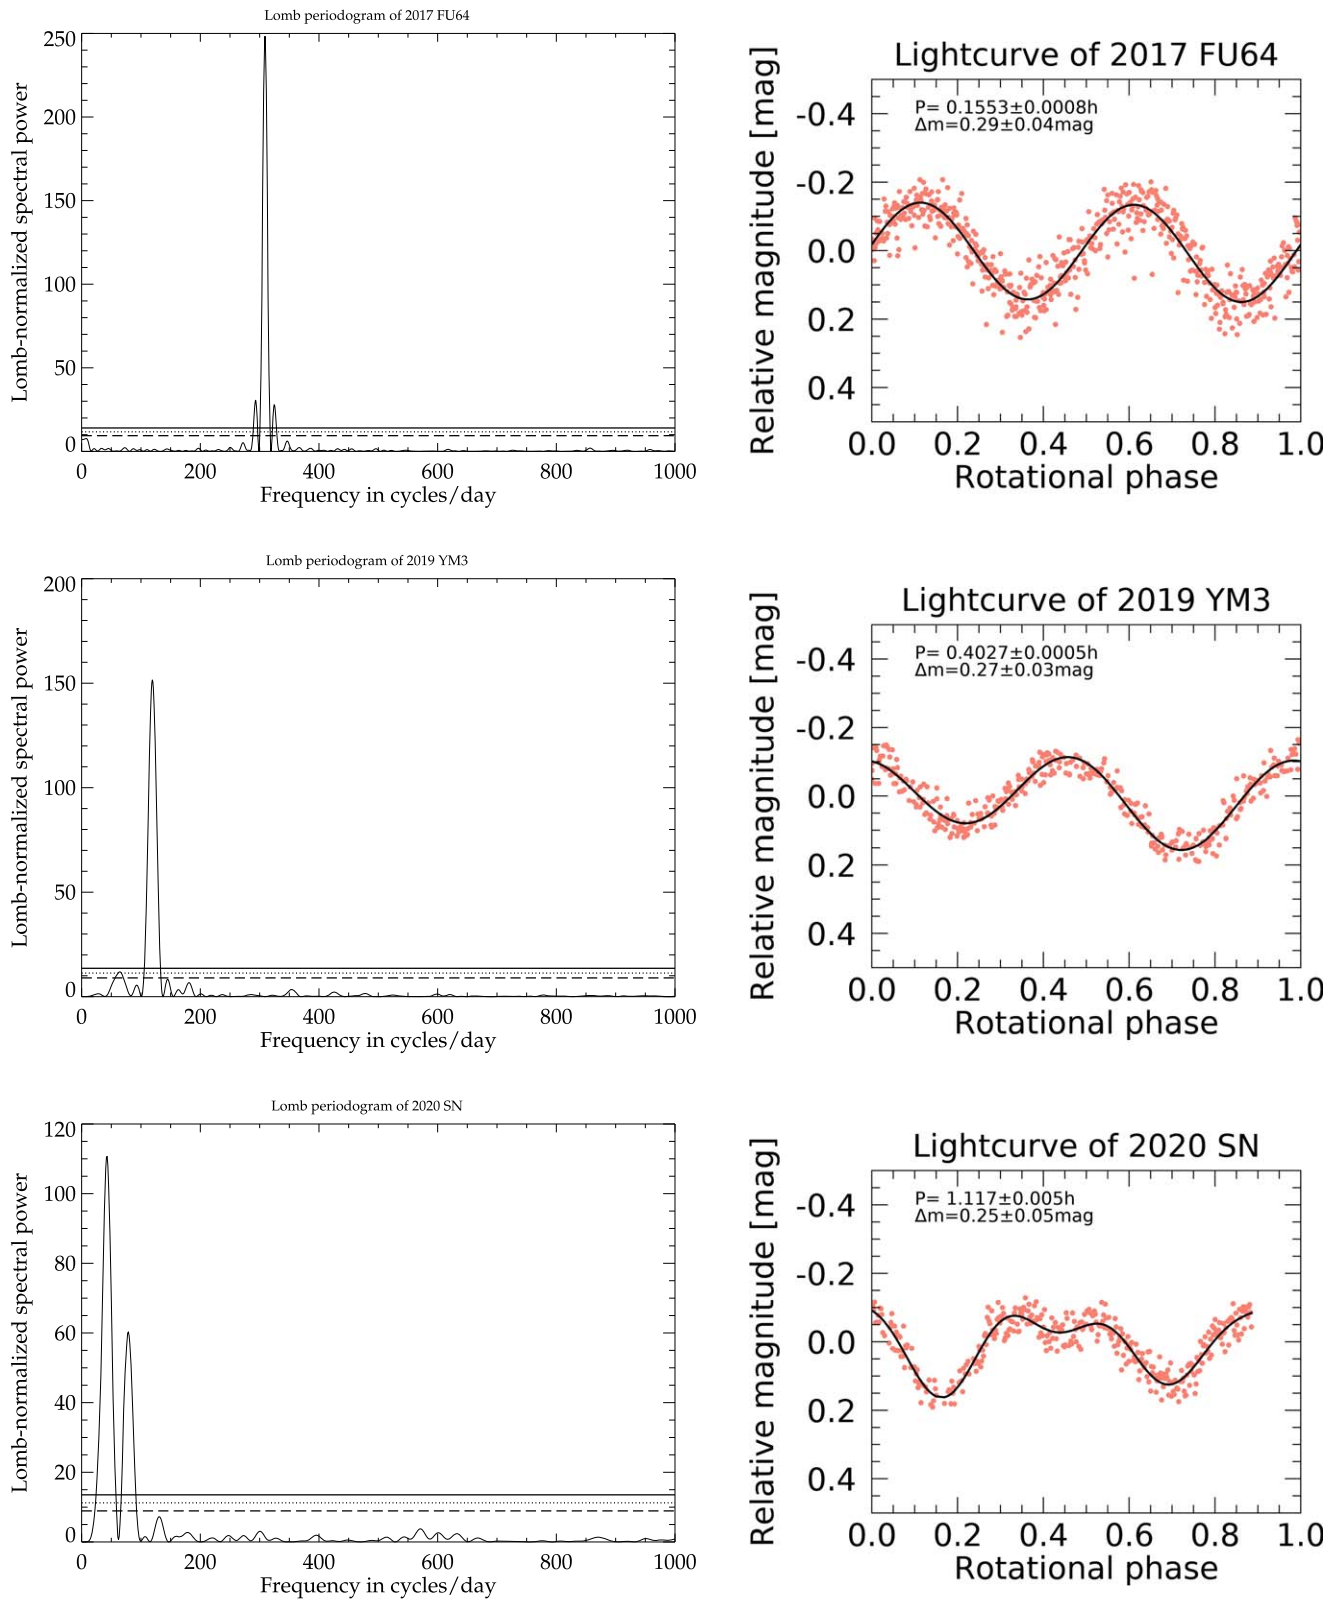 Lomb periodogram of 2017 FU64
250
200
150
100
50
0
Lomb-normalized spectral power
0 200 400 600 800 1000
Frequency in cycles/day
Lightcurve of 2017 FU64
P= 0.1553±0.0008h
Δm=0.29±0.04mag
-0.4
-0.2
0.0
0.2
0.4
Relative magnitude [mag]
0.0 0.2 0.4 0.6 0.8 1.0
Rotational phase
Lomb periodogram of 2019 YM3
200
150
100
50
0
Lomb-normalized spectral power
0 200 400 600 800 1000
Frequency in cycles/day
Lightcurve of 2019 YM3
P= 0.4027±0.0005h
Δm=0.27±0.03mag
-0.4
-0.2
0.0
0.2
0.4
Relative magnitude [mag]
0.0 0.2 0.4 0.6 0.8 1.0
Rotational phase
Lomb periodogram of 2020 SN
120
100
80
60
40
20
0
Lomb-normalized spectral power
0 200 400 600 800 1000
Frequency in cycles/day
Lightcurve of 2020 SN
P= 1.117±0.005h
Δm=0.25±0.05mag
-0.4
-0.2
0.0
0.2
0.4
Relative magnitude [mag]
0.0 0.2 0.4 0.6 0.8 1.0
Rotational phase